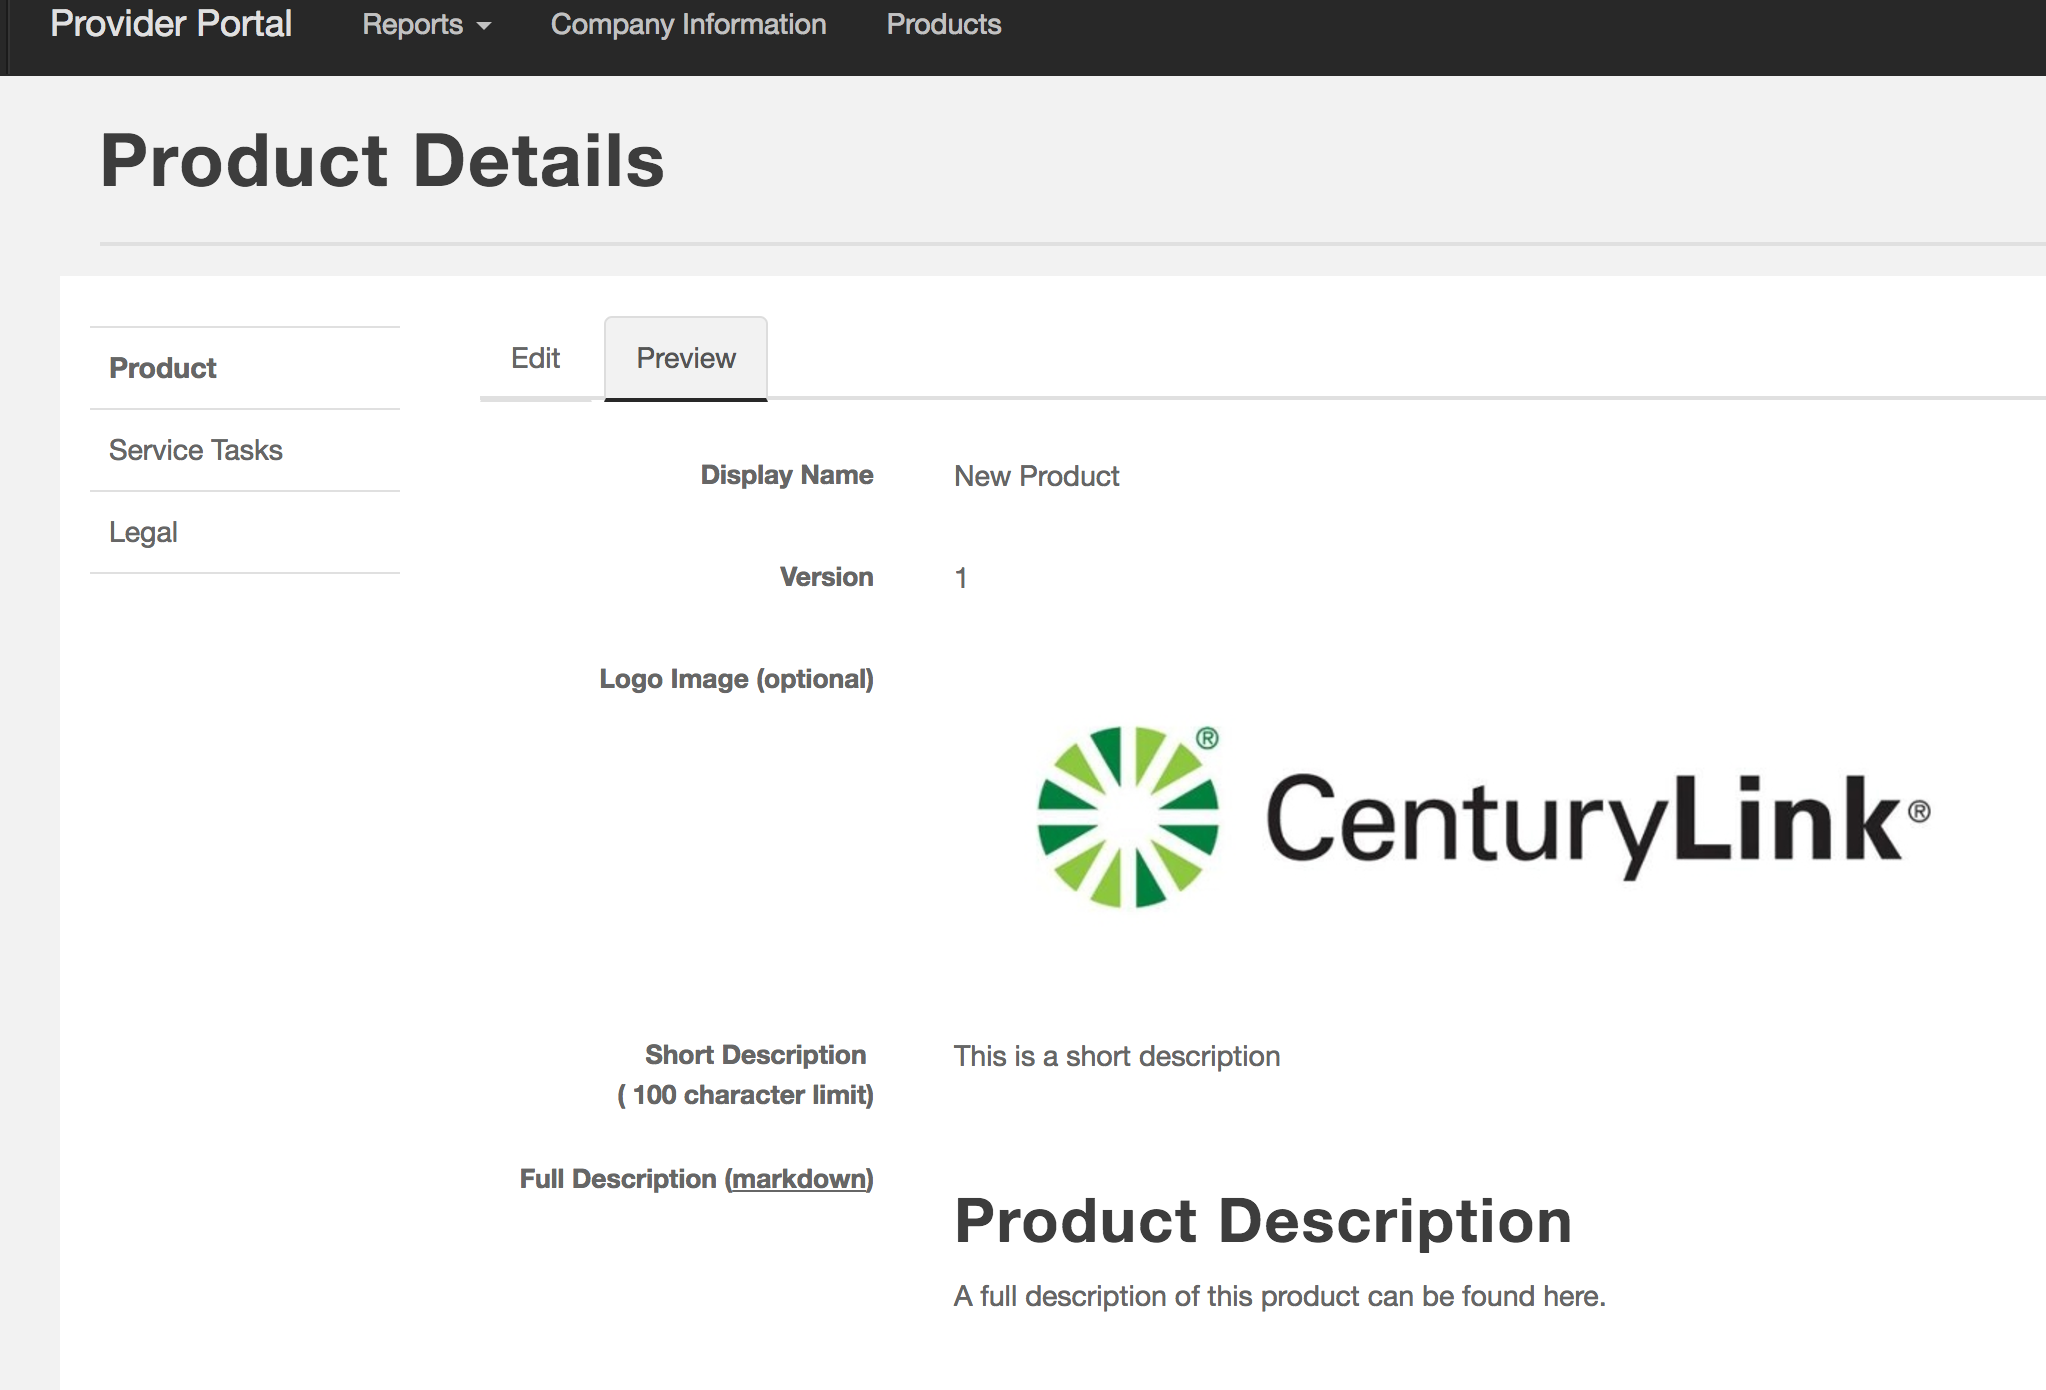 Provider Portal Reports Company Information Products
Product Details
Product
Service Tasks
Legal
Edit Preview
Display Name New Product
Version 1
Logo Image (optional)
®
CenturyLink®
Short Description This is a short description
( 100 character limit)
Full Description (markdown)
Product Description
A full description of this product can be found here.